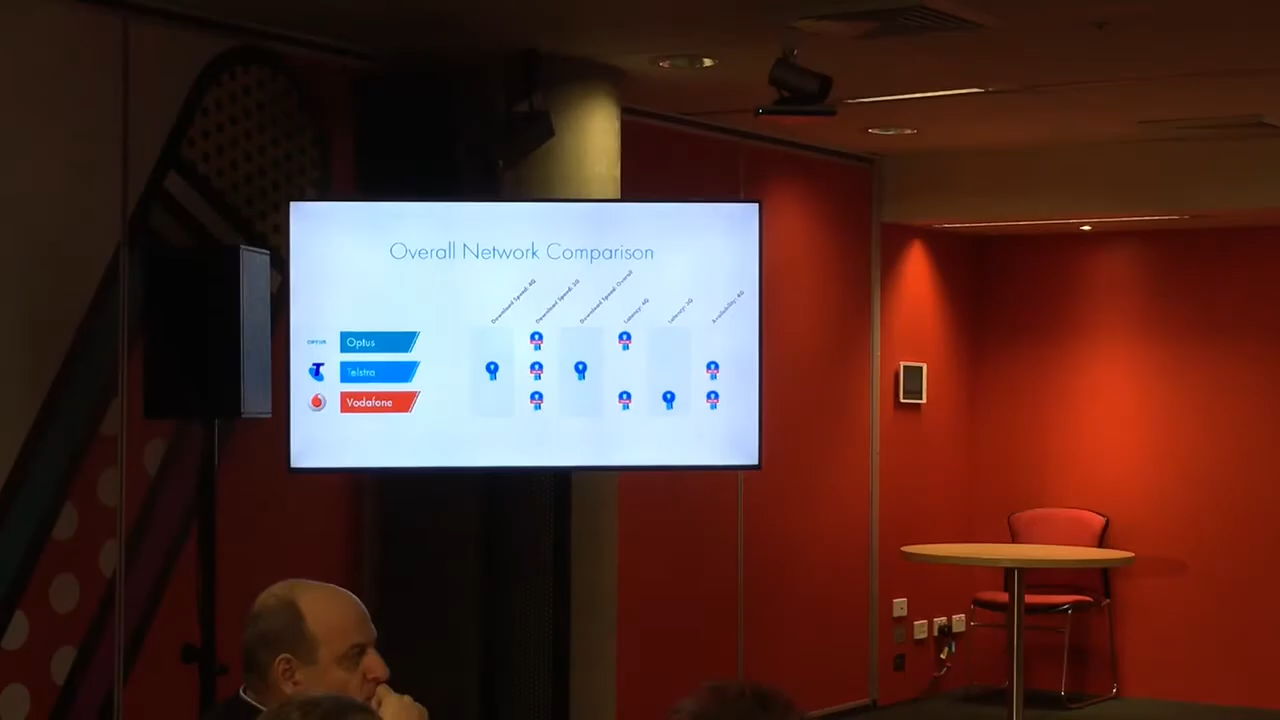 Overall Network Comparison
Download Speed: 4G
Download Speed: 3G
Download Speed: Overall
Latency: 4G
Latency: 3G
Availability: 4G
OPTUS
Optus
T
Telstra
Vodafone